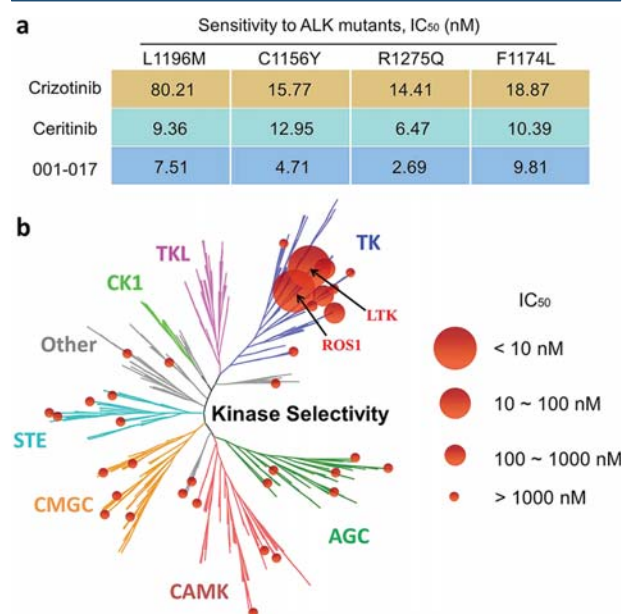 a
Sensitivity to ALK mutants, IC₅₀ (nM)
L1196M C1156Y R1275Q F1174L
Crizotinib 80.21 15.77 14.41 18.87
Ceritinib 9.36 12.95 6.47 10.39
001-017 7.51 4.71 2.69 9.81
b
TK
TKL
CK1
LTK
Other
ROS1
Kinase Selectivity
STE
CMGC
AGC
CAMK
IC₅₀
< 10 nM
10 ~ 100 nM
100 ~ 1000 nM
> 1000 nM